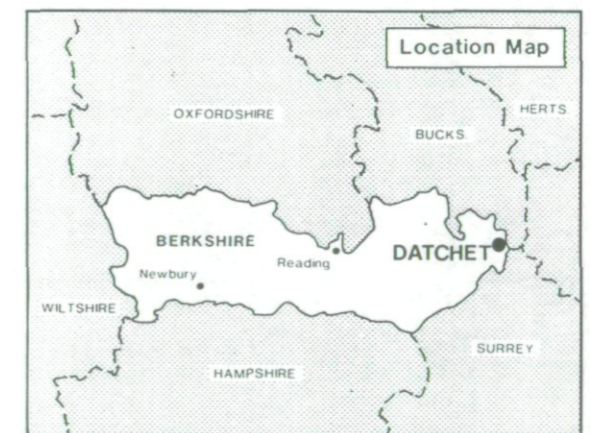 Location Map
OXFORDSHIRE
HERTS.
BUCKS.
BERKSHIRE
DATCHET
Reading
Newbury
WILTSHIRE
SURREY
HAMPSHIRE